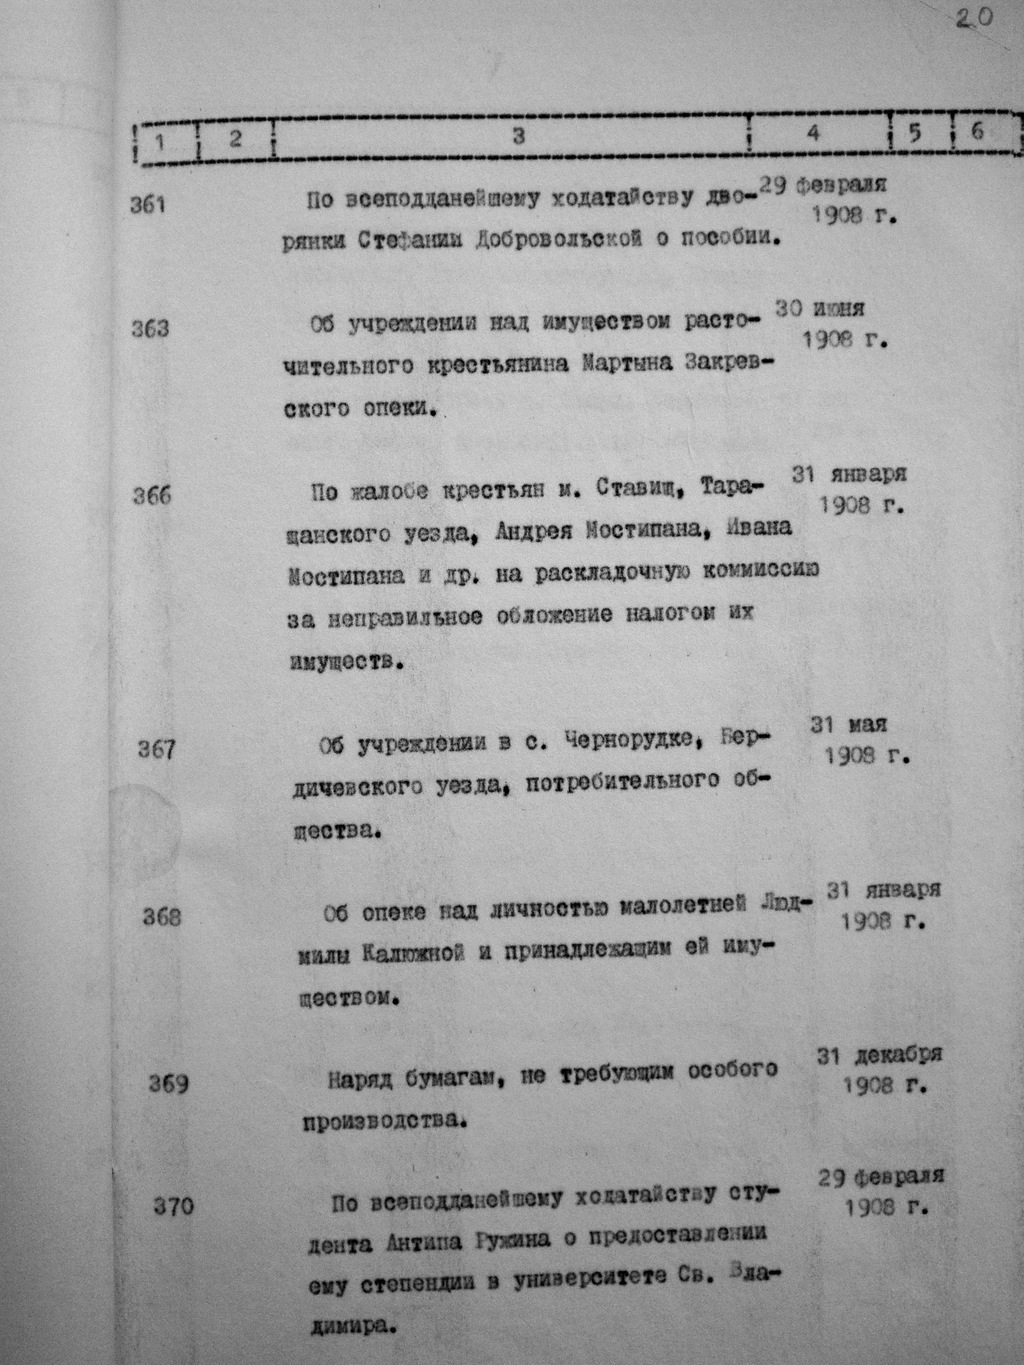 20
1 2 3 4 5 6
361 По всеподданейшему ходатайству дво- 29 февраля
1908 г.
рянки Стефании Добровольской о пособии.
363 Об учреждении над имуществом расто- 30 июня
1908 г.
чительного крестьянина Мартына Закрев-
ского опеки.
366 По жалобе крестьян м. Ставищ, Тара- 31 января
1908 г.
щанского уезда, Андрея Мостипана, Ивана
Мостипана и др. на раскладочную коммиссию
за неправильное обложение налогом их
имуществ.
367 Об учреждении в с. Чернорудке, Бер- 31 мая
1908 г.
дичевского уезда, потребительного об-
щества.
368 Об опеке над личностью малолетней Люд- 31 января
1908 г.
милы Калюжной и принадлежащим ей иму-
ществом.
369 Наряд бумагам, не требующим особого 31 декабря
1908 г.
производства.
370 По всеподданейшему ходатайству сту- 29 февраля
1908 г.
дента Антипа Ружина о предоставлении
ему степендии в университете Св. Вла-
димира.